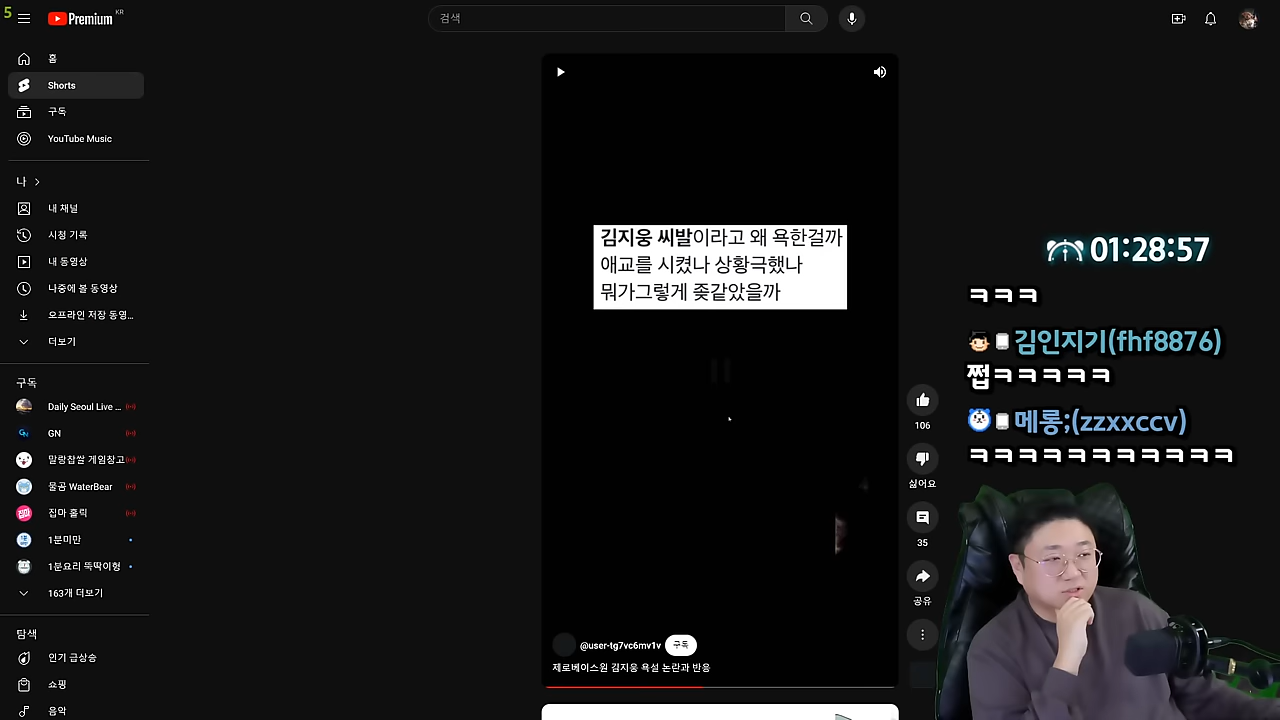 5
Premium KR
검색
홈
Shorts
구독
YouTube Music
나
내 채널
시청 기록
내 동영상
나중에 볼 동영상
오프라인 저장 동영...
더보기
구독
Daily Seoul Live ...
GN
말랑찹쌀 게임창고
물곰 WaterBear
집마 홀릭
1분미만
1분요리 뚝딱이형
163개 더보기
탐색
인기 급상승
쇼핑
음악
김지웅 씨발이라고 왜 욕한걸까
애교를 시켰나 상황극했나
뭐가그렇게 좆같았을까
@user-tg7vc6mv1v 구독
제로베이스원 김지웅 욕설 논란과 반응
106
싫어요
35
공유
01:28:57
ㅋㅋㅋ
김인지기(fhf8876)
쩝ㅋㅋㅋㅋㅋ
메롱;(zzxxccv)
ㅋㅋㅋㅋㅋㅋㅋㅋㅋㅋㅋ